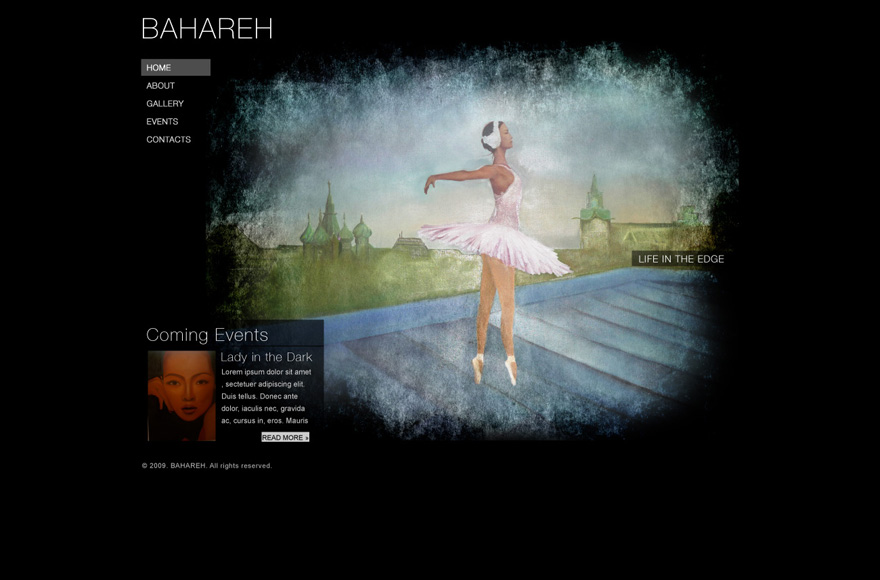 BAHAREH
HOME
ABOUT
GALLERY
EVENTS
CONTACTS
LIFE IN THE EDGE
Coming Events
Lady in the Dark
Lorem ipsum dolor sit amet
, sectetuer adipiscing elit.
Duis tellus. Donec ante
dolor, iaculis nec, gravida
ac, cursus in, eros. Mauris
READ MORE »
© 2009. BAHAREH. All rights reserved.